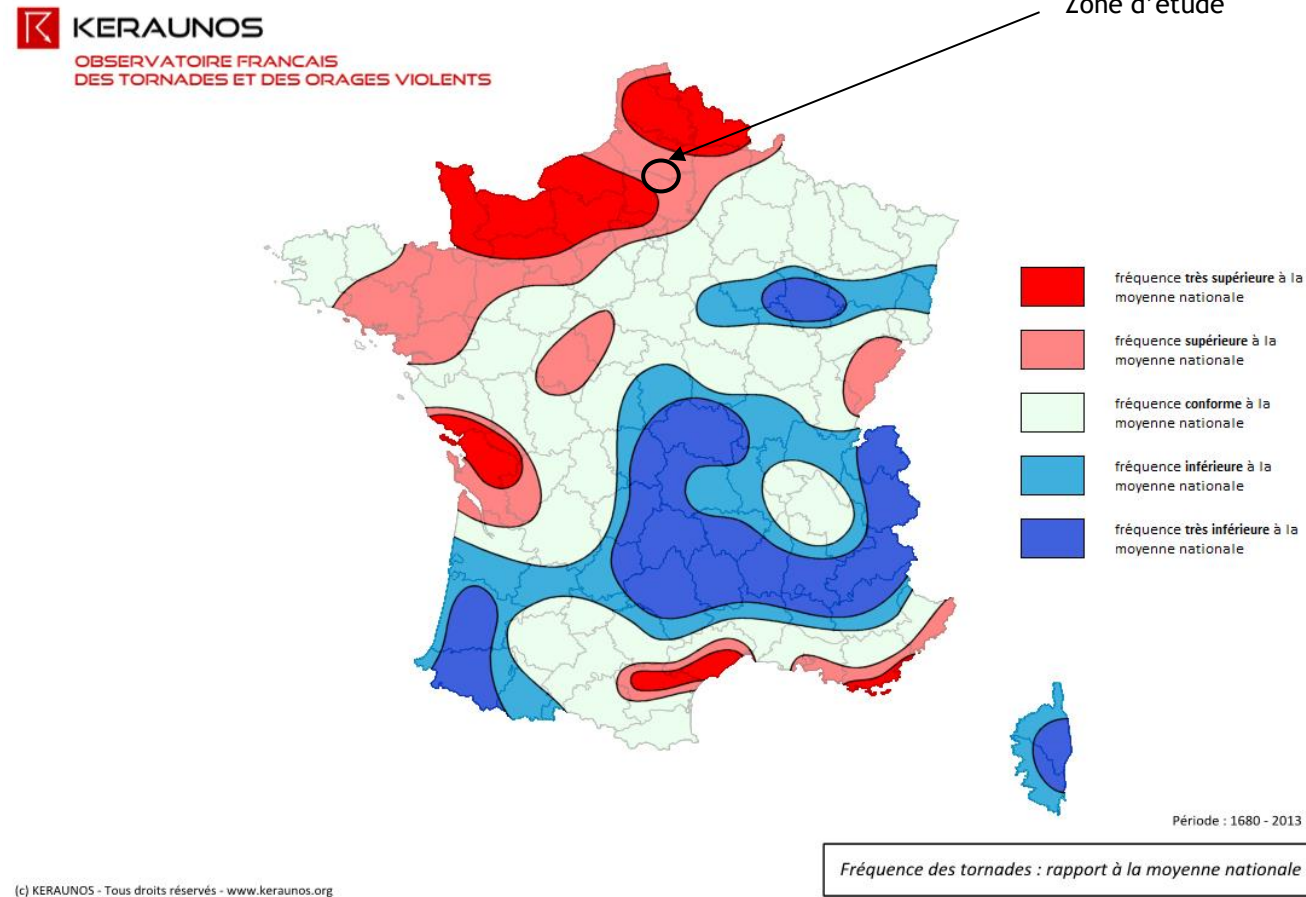 Zone d'étude
KERAUNOS
OBSERVATOIRE FRANCAIS
DES TORNADES ET DES ORAGES VIOLENTS
fréquence très supérieure à la
moyenne nationale
fréquence supérieure à la
moyenne nationale
fréquence conforme à la
moyenne nationale
fréquence inférieure à la
moyenne nationale
fréquence très inférieure à la
moyenne nationale
Période : 1680 - 2013
Fréquence des tornades : rapport à la moyenne nationale
(c) KERAUNOS - Tous droits réservés - www.keraunos.org